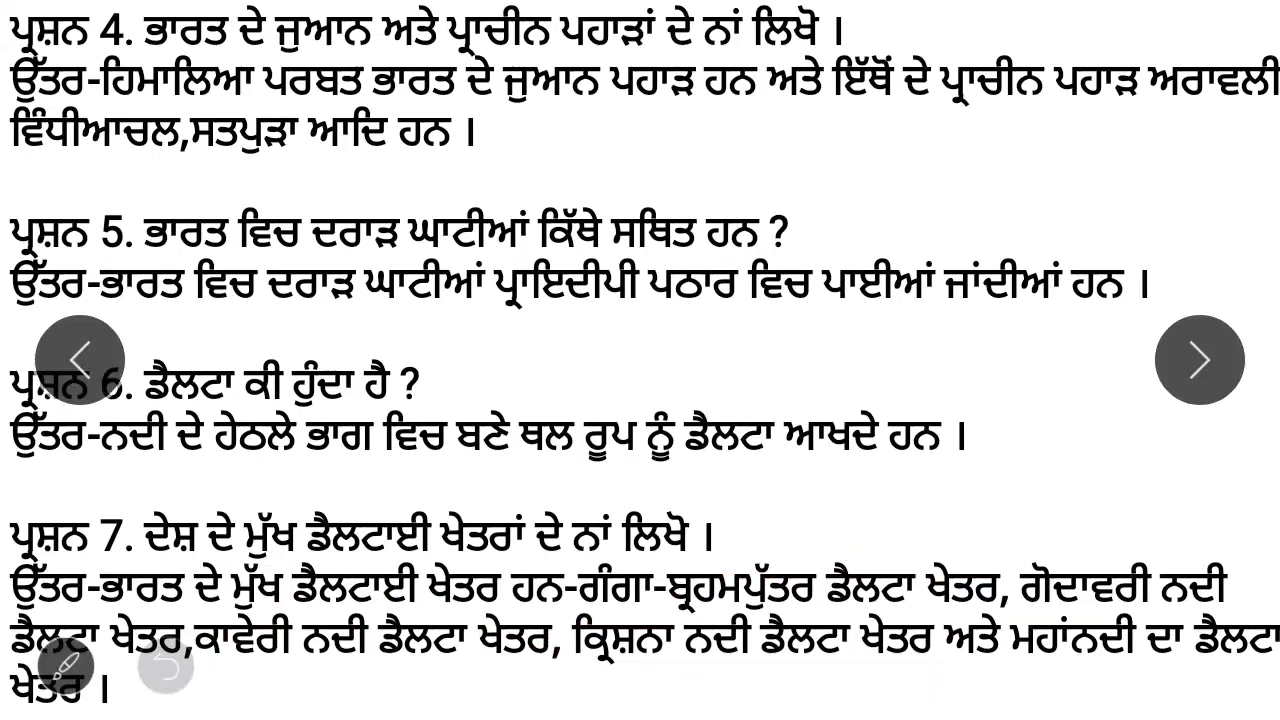 ਪ੍ਰਸ਼ਨ 4. ਭਾਰਤ ਦੇ ਜੁਆਨ ਅਤੇ ਪ੍ਰਾਚੀਨ ਪਹਾੜਾਂ ਦੇ ਨਾਂ ਲਿਖੋ ।
ਉੱਤਰ-ਹਿਮਾਲਿਆ ਪਰਬਤ ਭਾਰਤ ਦੇ ਜੁਆਨ ਪਹਾੜ ਹਨ ਅਤੇ ਇੱਥੋਂ ਦੇ ਪ੍ਰਾਚੀਨ ਪਹਾੜ ਅਰਾਵਲੀ
ਵਿੰਧੀਆਚਲ,ਸਤਪੁੜਾ ਆਦਿ ਹਨ ।
ਪ੍ਰਸ਼ਨ 5. ਭਾਰਤ ਵਿਚ ਦਰਾੜ ਘਾਟੀਆਂ ਕਿੱਥੇ ਸਥਿਤ ਹਨ ?
ਉੱਤਰ-ਭਾਰਤ ਵਿਚ ਦਰਾੜ ਘਾਟੀਆਂ ਪ੍ਰਾਇਦੀਪੀ ਪਠਾਰ ਵਿਚ ਪਾਈਆਂ ਜਾਂਦੀਆਂ ਹਨ ।
ਪ੍ਰਸ਼ਨ 6. ਡੈਲਟਾ ਕੀ ਹੁੰਦਾ ਹੈ ?
ਉੱਤਰ-ਨਦੀ ਦੇ ਹੇਠਲੇ ਭਾਗ ਵਿਚ ਬਣੇ ਥਲ ਰੂਪ ਨੂੰ ਡੈਲਟਾ ਆਖਦੇ ਹਨ ।
ਪ੍ਰਸ਼ਨ 7. ਦੇਸ਼ ਦੇ ਮੁੱਖ ਡੈਲਟਾਈ ਖੇਤਰਾਂ ਦੇ ਨਾਂ ਲਿਖੋ ।
ਉੱਤਰ-ਭਾਰਤ ਦੇ ਮੁੱਖ ਡੈਲਟਾਈ ਖੇਤਰ ਹਨ-ਗੰਗਾ-ਬ੍ਰਹਮਪੁੱਤਰ ਡੈਲਟਾ ਖੇਤਰ, ਗੋਦਾਵਰੀ ਨਦੀ
ਡੈਲਟਾ ਖੇਤਰ,ਕਾਵੇਰੀ ਨਦੀ ਡੈਲਟਾ ਖੇਤਰ, ਕ੍ਰਿਸ਼ਨਾ ਨਦੀ ਡੈਲਟਾ ਖੇਤਰ ਅਤੇ ਮਹਾਂਨਦੀ ਦਾ ਡੈਲਟਾ
ਖੇਤਰ ।